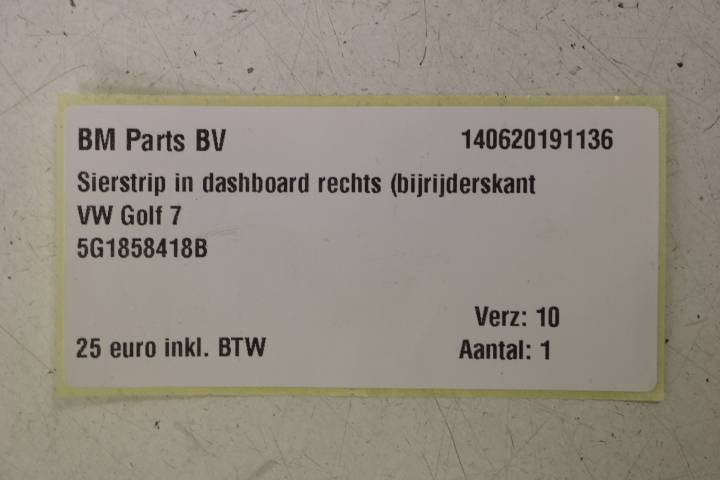 BM Parts BV 140620191136
Sierstrip in dashboard rechts (bijrijderskant
VW Golf 7
5G1858418B
Verz: 10
25 euro inkl. BTW Aantal: 1